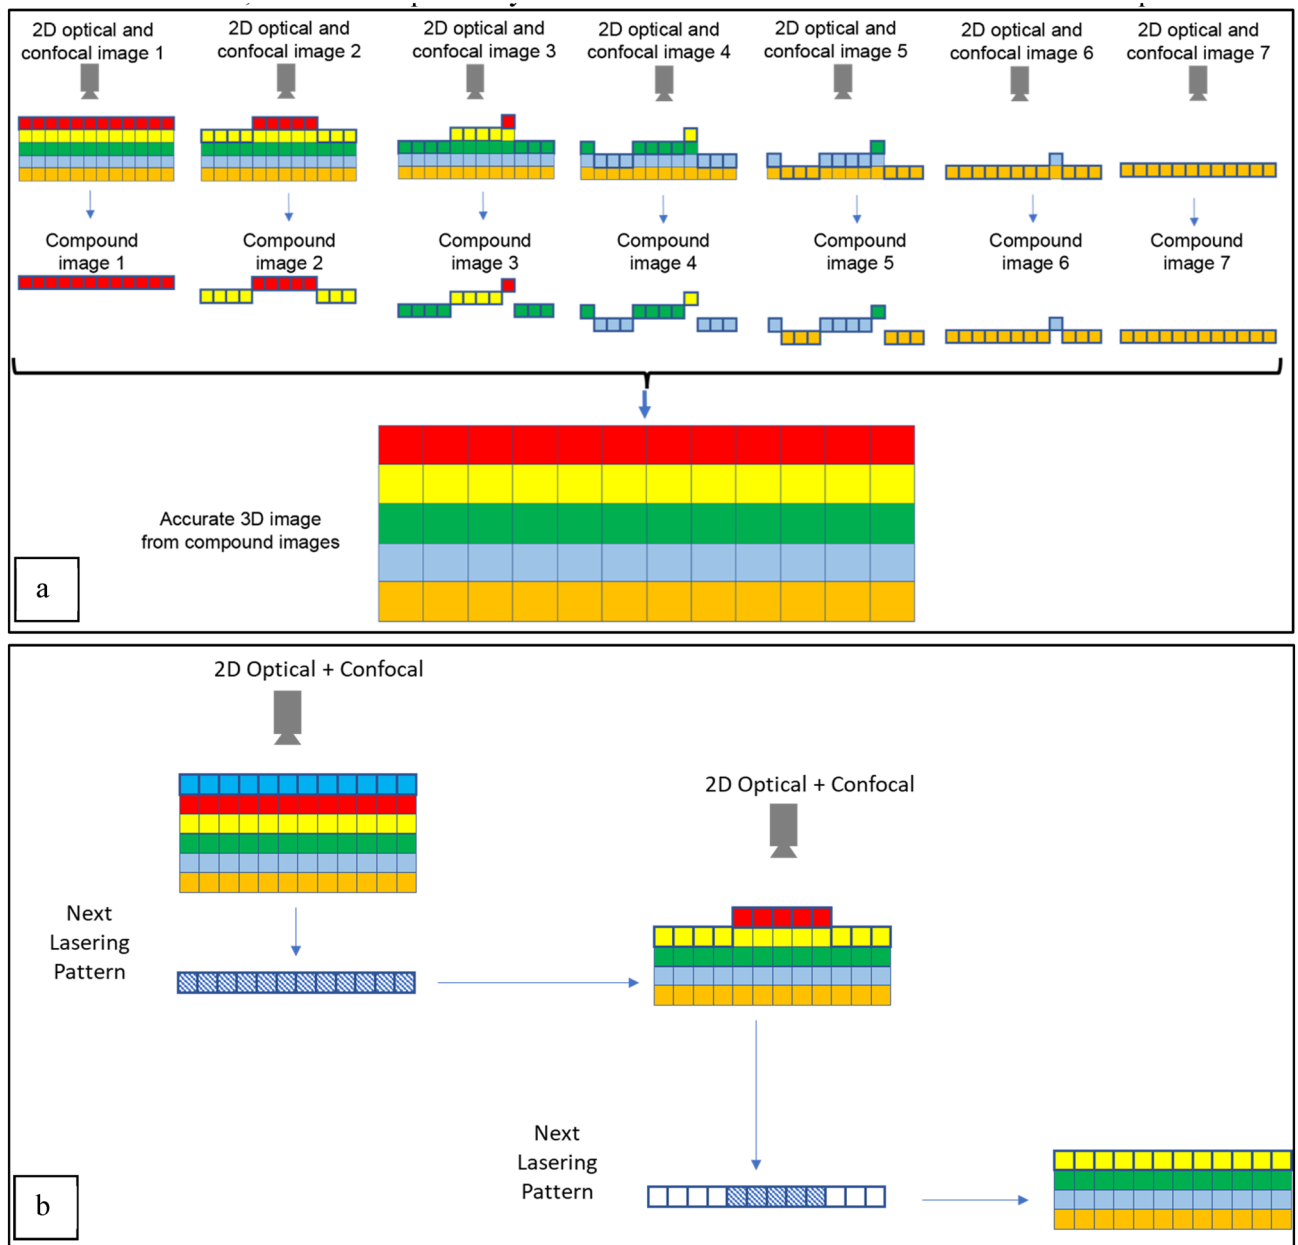 2D optical and
confocal image 1
2D optical and
confocal image 2
2D optical and
confocal image 3
2D optical and
confocal image 4
2D optical and
confocal image 5
2D optical and
confocal image 6
2D optical and
confocal image 7
Compound
image 1
Compound
image 2
Compound
image 3
Compound
image 4
Compound
image 5
Compound
image 6
Compound
image 7
Accurate 3D image
from compound images
a
2D Optical + Confocal
2D Optical + Confocal
Next
Lasering
Pattern
Next
Lasering
Pattern
b